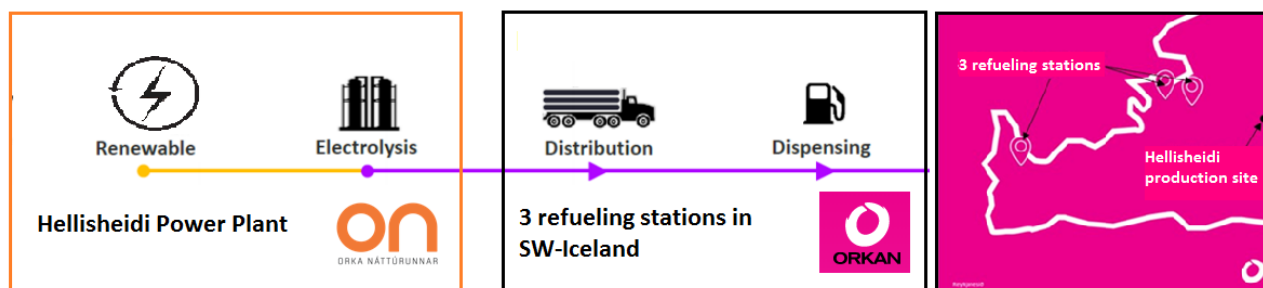 Renewable
Electrolysis
Hellisheidi Power Plant
on
ORKA NÁTTÚRUNNAR
Distribution
Dispensing
3 refueling stations in
SW-Iceland
ORKAN
3 refueling stations
Hellisheidi
production site